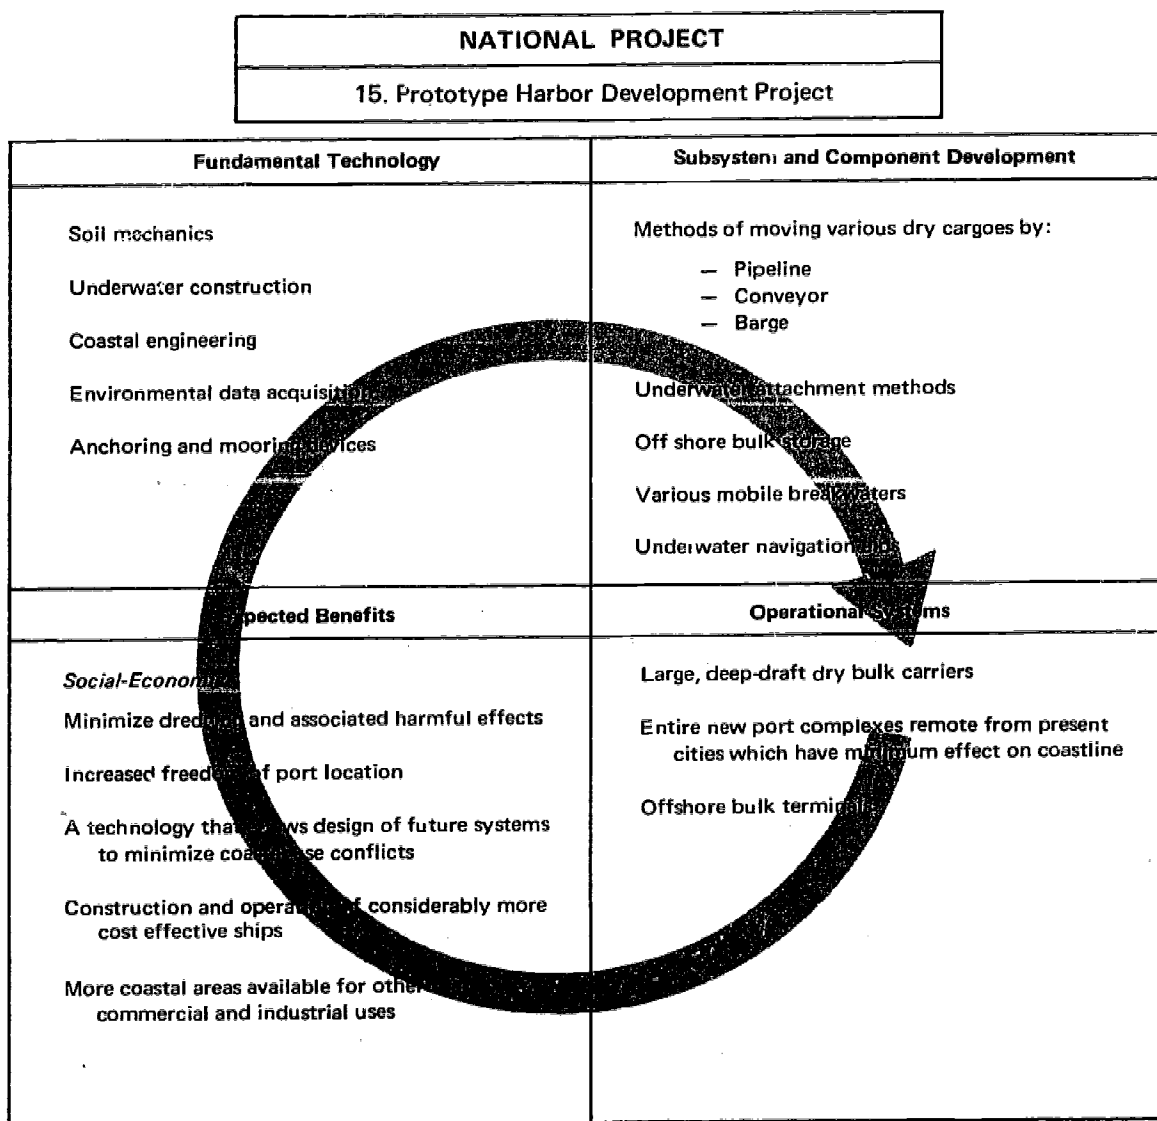 NATIONAL PROJECT
15. Prototype Harbor Development Project
Fundamental Technology
Soil mechanics
Underwater construction
Coastal engineering
Environmental data acquisition
Anchoring and mooring devices
Subsystem and Component Development
Methods of moving various dry cargoes by:
— Pipeline
— Conveyor
— Barge
Underwater attachment methods
Off shore bulk storage
Various mobile breakwaters
Underwater navigation aids
Expected Benefits
Social-Economic
Minimize dredging and associated harmful effects
Increased freedom of port location
A technology that allows design of future systems
to minimize coastal use conflicts
Construction and operation of considerably more
cost effective ships
More coastal areas available for other
commercial and industrial uses
Operational Systems
Large, deep-draft dry bulk carriers
Entire new port complexes remote from present
cities which have minimum effect on coastline
Offshore bulk terminals